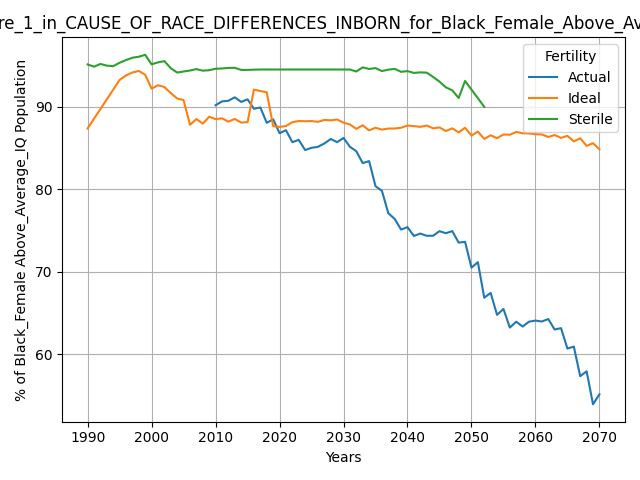 re_1_in_CAUSE_OF_RACE_DIFFERENCES_INBORN_for_Black_Female_Above_Av
Fertility
Actual
Ideal
Sterile
% of Black_Female Above_Average_IQ Population
90
80
70
60
1990 2000 2010 2020 2030 2040 2050 2060 2070
Years